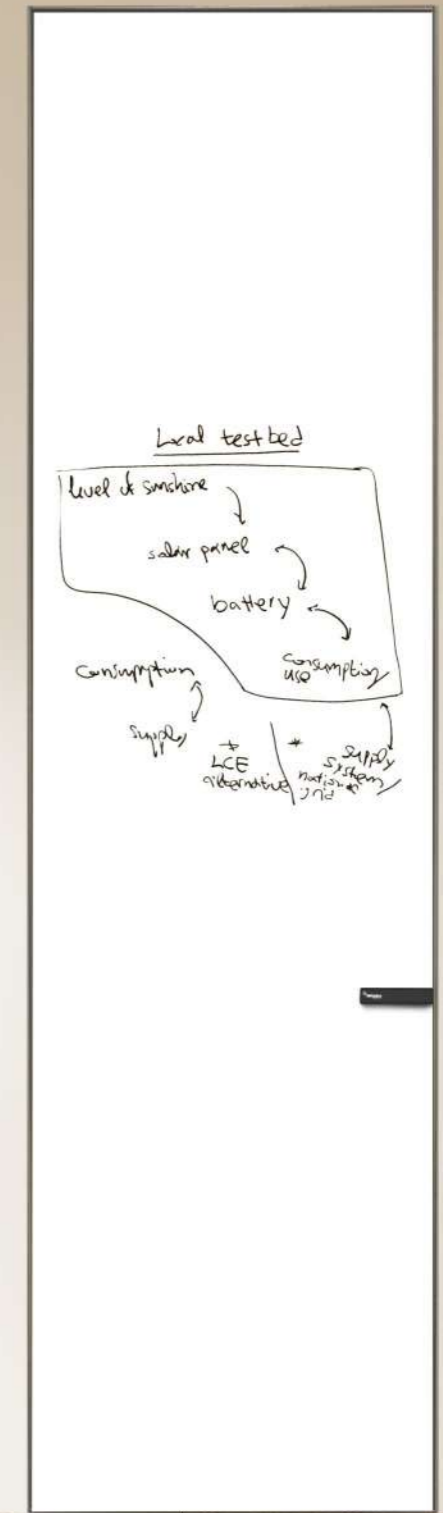 Local testbed
level of sunshine
solar panel
battery
consumption/
use
consumption
supply
* LCE
alternative
* supply
system/
national
grid